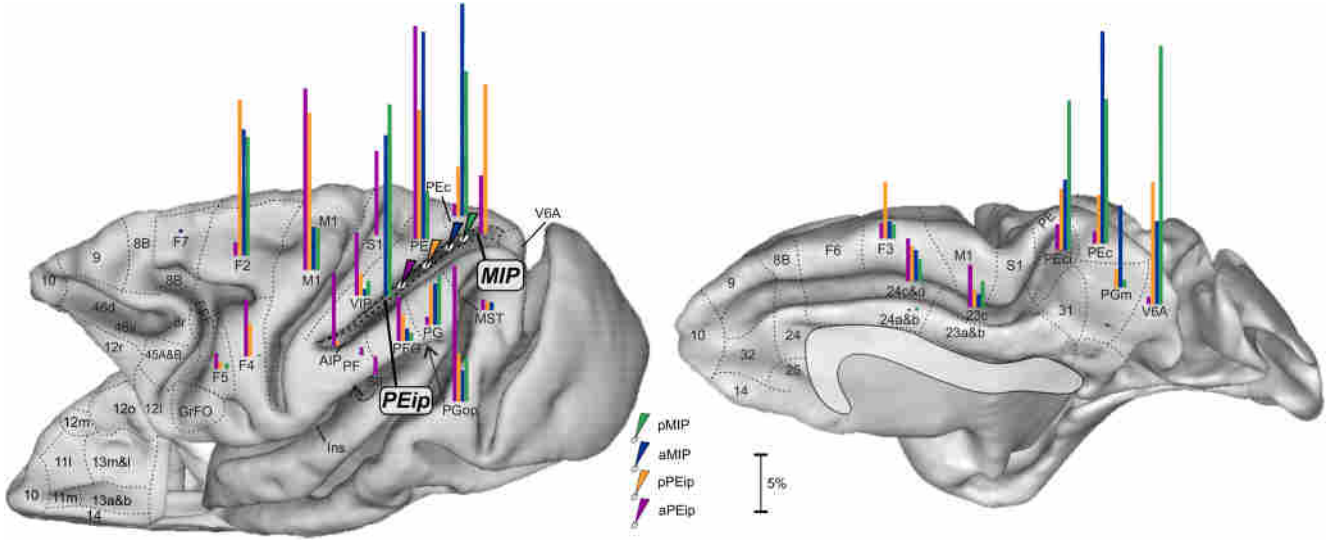 PEc
V6A
M1
F7
8B
9
F2
S1
PE
MIP
M1
10
8B
VIP
46d
PG
MST
12r
45A&B
AIP
PF
PFG
F4
F5
PEip
12o
12l
GrFO
PGop
12m
Ins
11l
13m&l
10
11m
13a&b
14
pMIP
aMIP
pPEip
aPEip
5%
PE
F3
M1
S1
PEci
PEc
F6
8B
9
24c&d
PGm
V6A
23c
31
10
24
24a&b
23a&b
32
25
14